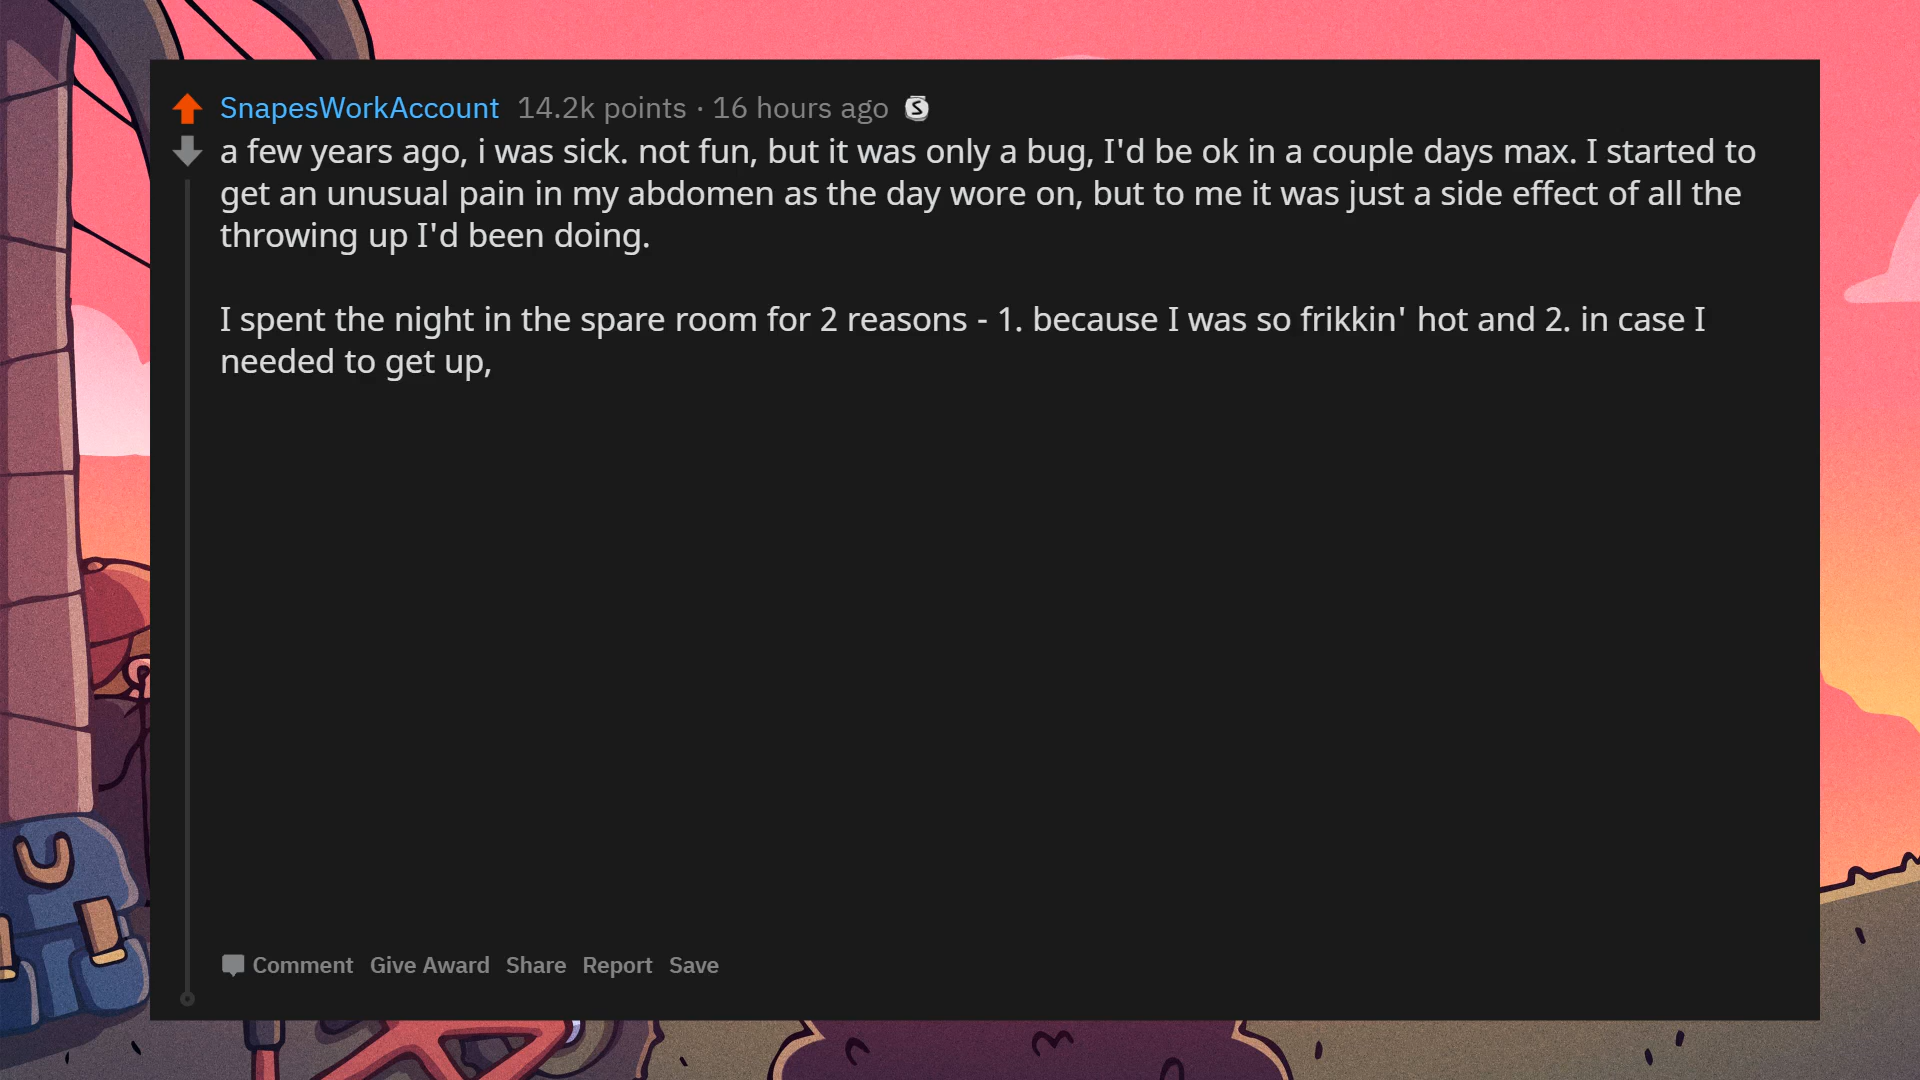 SnapesWorkAccount 14.2k points · 16 hours ago S
a few years ago, i was sick. not fun, but it was only a bug, I'd be ok in a couple days max. I started to
get an unusual pain in my abdomen as the day wore on, but to me it was just a side effect of all the
throwing up I'd been doing.
I spent the night in the spare room for 2 reasons - 1. because I was so frikkin' hot and 2. in case I
needed to get up,
Comment Give Award Share Report Save